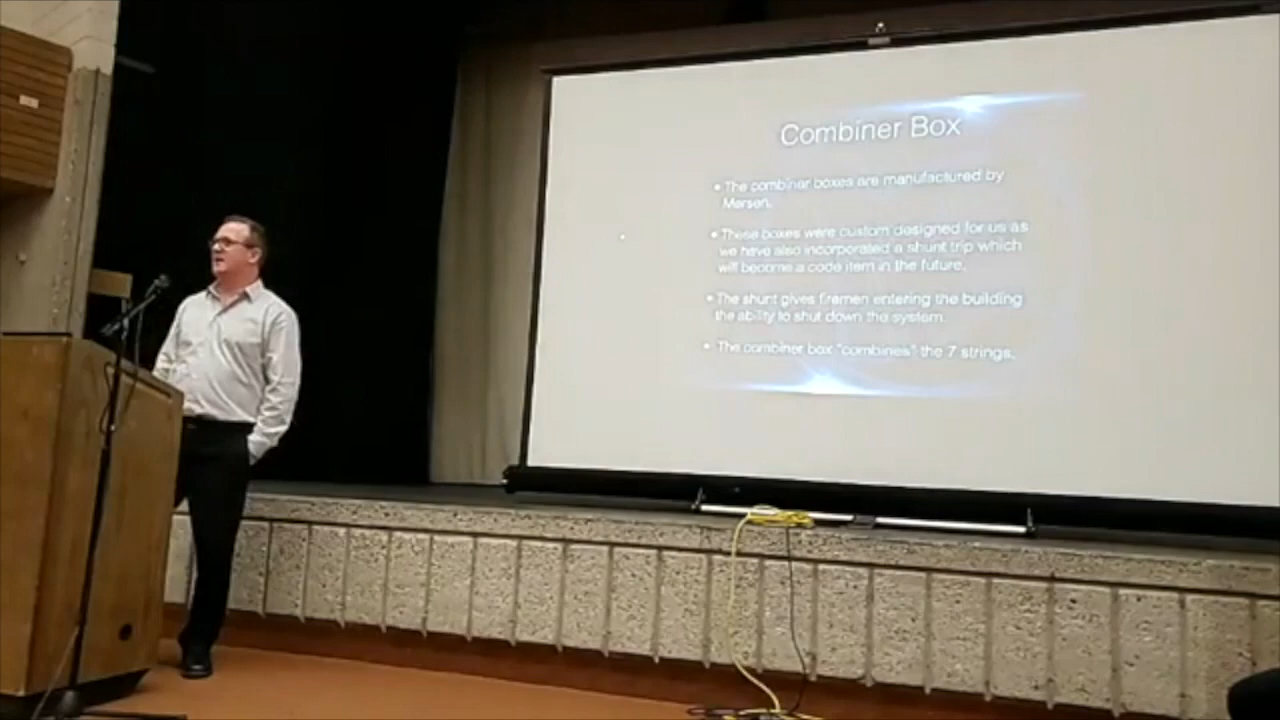 Combiner Box
• The combiner boxes are manufactured by
Mersen.
• These boxes were custom designed for us as
we have also incorporated a shunt trip which
will become a code item in the future.
• The shunt gives firemen entering the building
the ability to shut down the system.
• The combiner box "combines" the 7 strings.